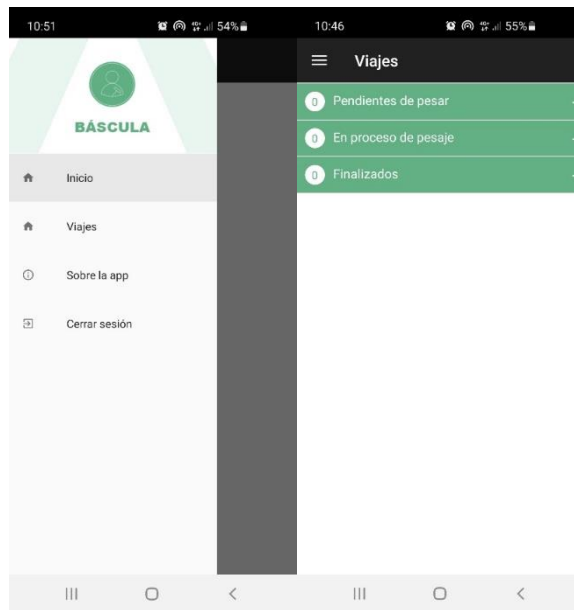 10:51
54%
BÁSCULA
Inicio
Viajes
Sobre la app
Cerrar sesión
10:46
55%
Viajes
0 Pendientes de pesar
0 En proceso de pesaje
0 Finalizados